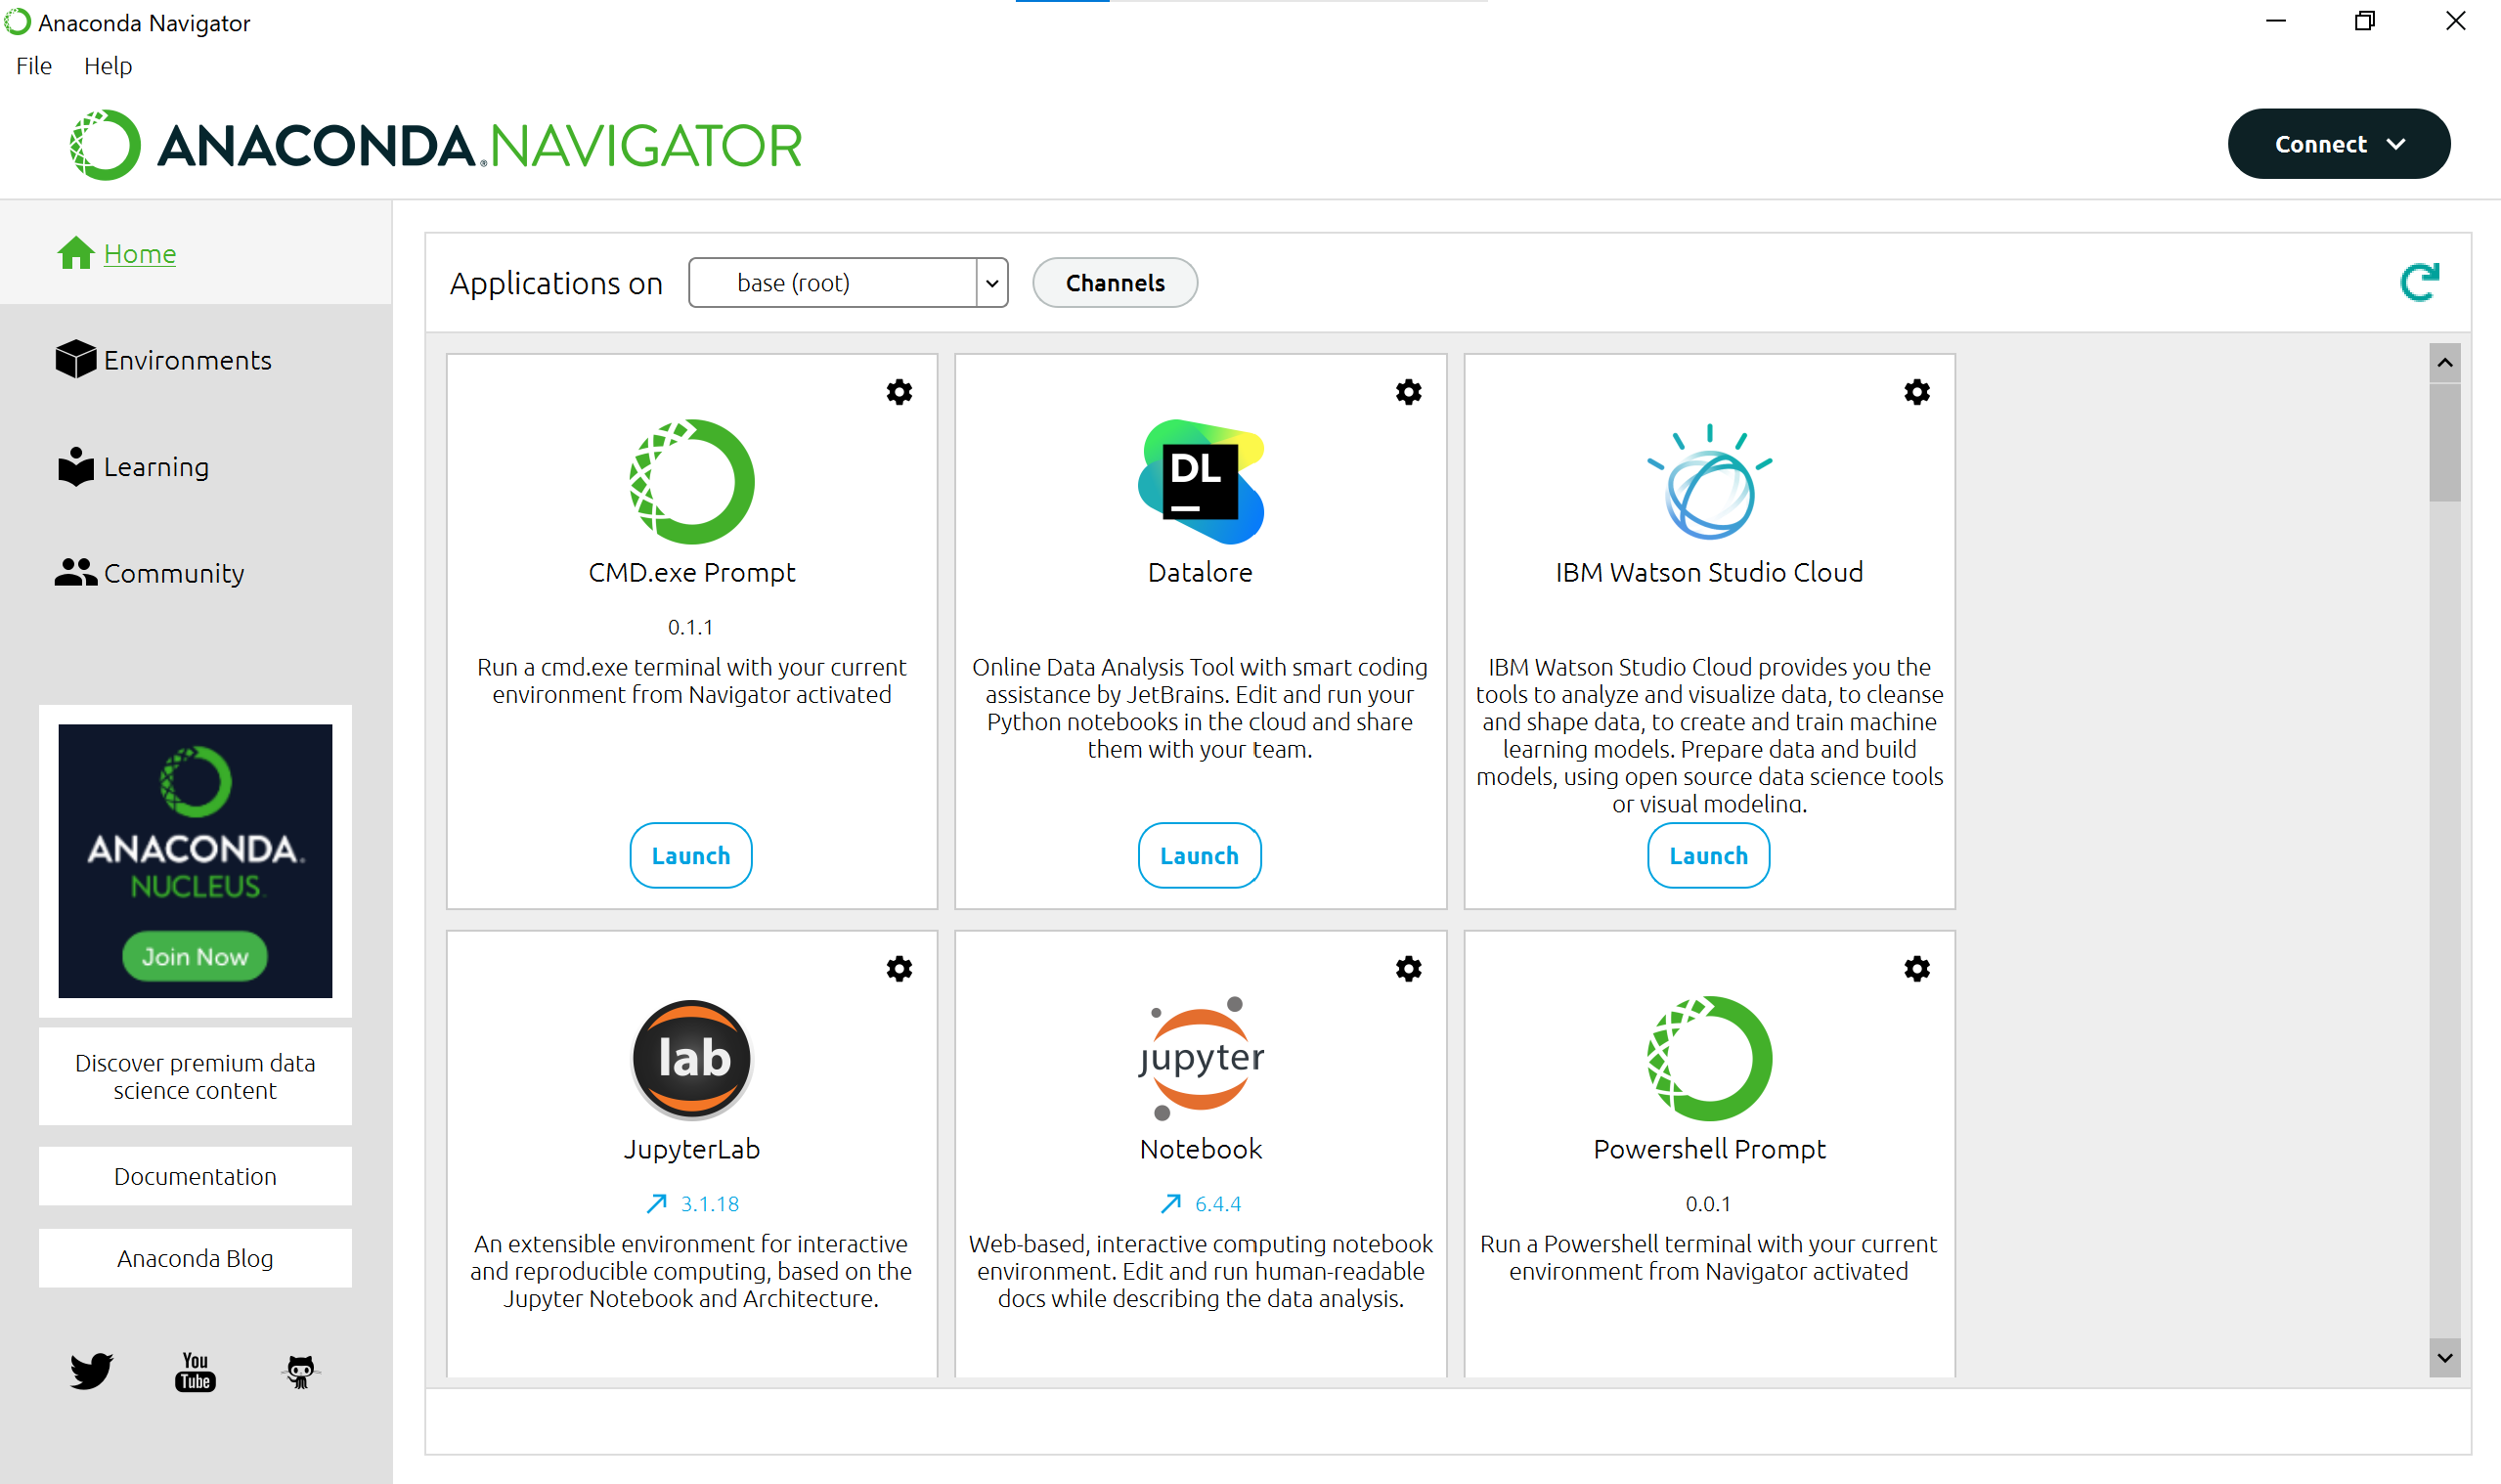 Anaconda Navigator
File Help
ANACONDA.NAVIGATOR
Connect
Home
Environments
Learning
Community
ANACONDA.
NUCLEUS
Join Now
Discover premium data
science content
Documentation
Anaconda Blog
You
Tube
Applications on base (root) Channels
DL
CMD.exe Prompt
0.1.1
Run a cmd.exe terminal with your current
environment from Navigator activated
Launch
Datalore
Online Data Analysis Tool with smart coding
assistance by JetBrains. Edit and run your
Python notebooks in the cloud and share
them with your team.
Launch
IBM Watson Studio Cloud
IBM Watson Studio Cloud provides you the
tools to analyze and visualize data, to cleanse
and shape data, to create and train machine
learning models. Prepare data and build
models, using open source data science tools
or visual modeling.
Launch
lab
JupyterLab
3.1.18
An extensible environment for interactive
and reproducible computing, based on the
Jupyter Notebook and Architecture.
jupyter
Notebook
6.4.4
Web-based, interactive computing notebook
environment. Edit and run human-readable
docs while describing the data analysis.
Powershell Prompt
0.0.1
Run a Powershell terminal with your current
environment from Navigator activated